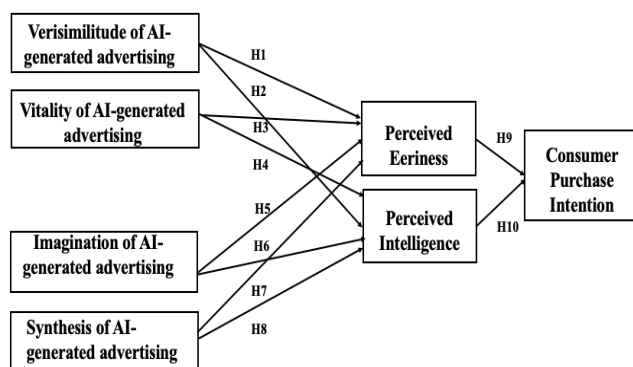 Verisimilitude of AI-
generated advertising
Vitality of AI-generated
advertising
Imagination of AI-
generated advertising
Synthesis of AI-
generated advertising
H1
H2
H3
H4
H5
H6
H7
H8
Perceived
Eeriness
Perceived
Intelligence
H9
H10
Consumer
Purchase
Intention